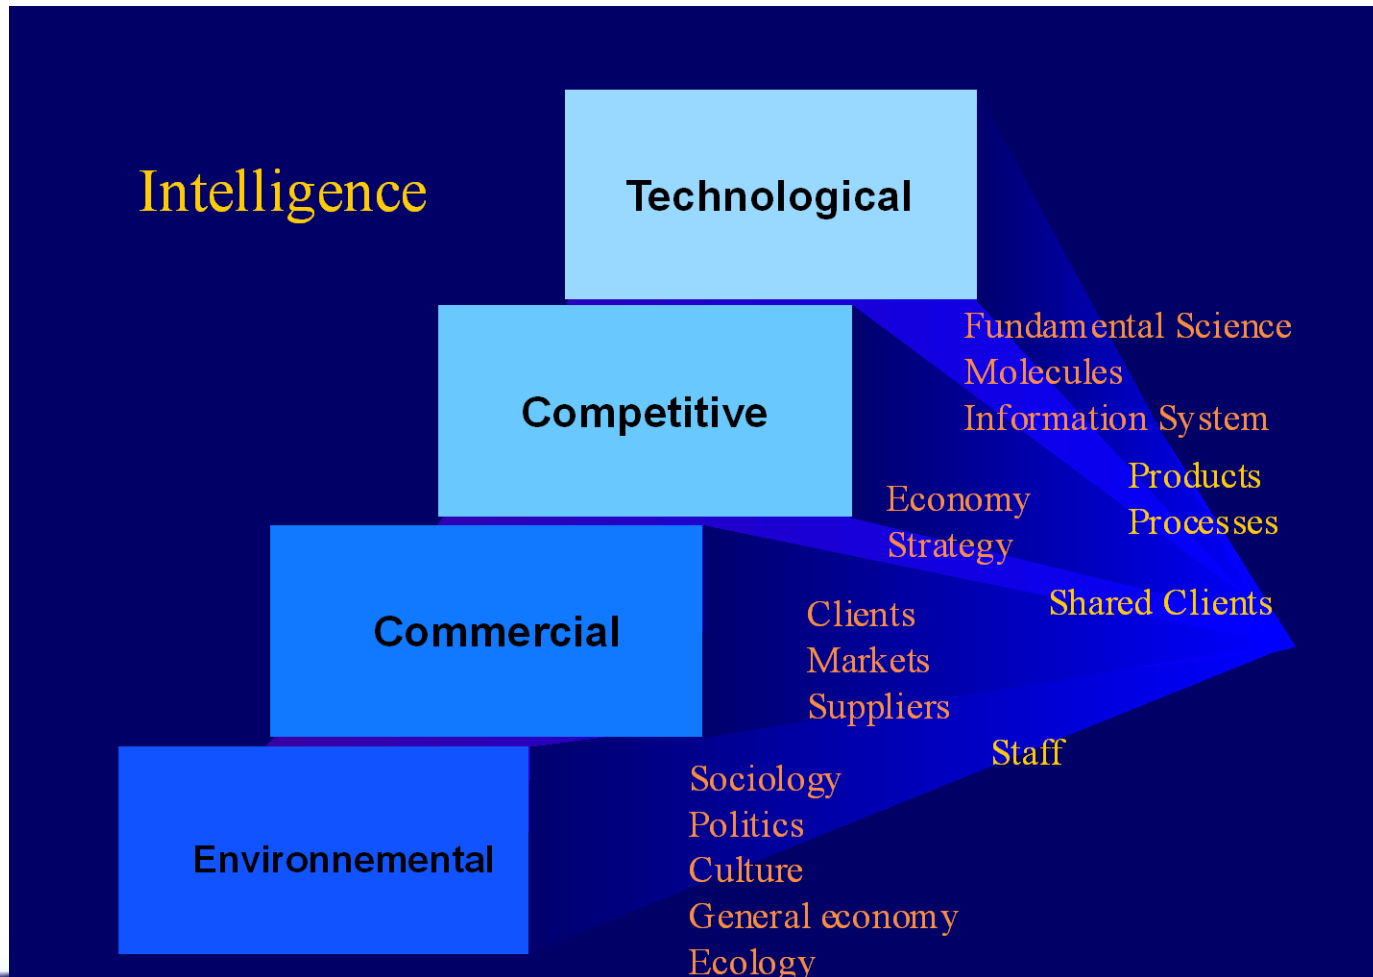 Intelligence
Technological
Competitive
Commercial
Environnemental
Fundamental Science
Molecules
Information System
Products
Processes
Economy
Strategy
Shared Clients
Clients
Markets
Suppliers
Staff
Sociology
Politics
Culture
General economy
Ecology